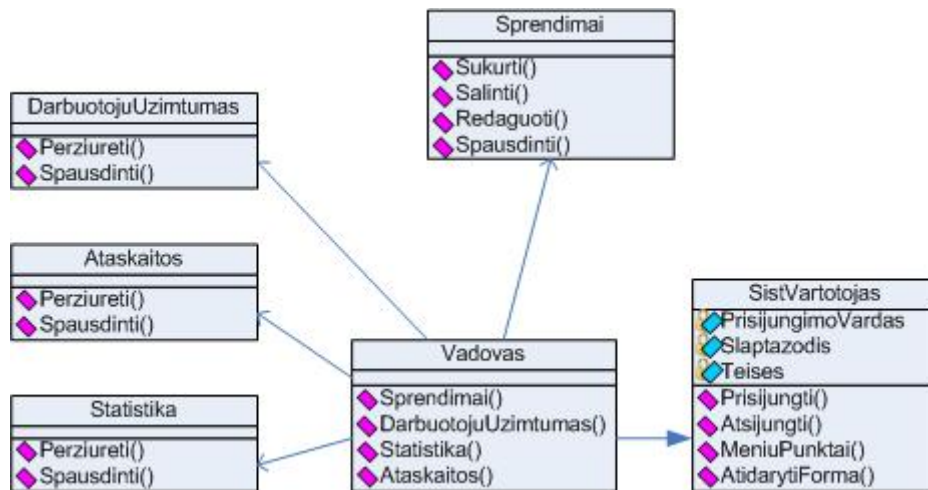 Sprendimai
Sukurti()
Salinti()
Redaguoti()
Spausdinti()
DarbuotojuUzimtumas
Perziureti()
Spausdinti()
Ataskaitos
Perziureti()
Spausdinti()
Statistika
Perziureti()
Spausdinti()
Vadovas
Sprendimai()
DarbuotojuUzimtumas()
Statistika()
Ataskaitos()
SistVartotojas
PrisijungimoVardas
Slaptazodis
Teises
Prisijungti()
Atsijungti()
MeniuPunktai()
AtidarytiForma()